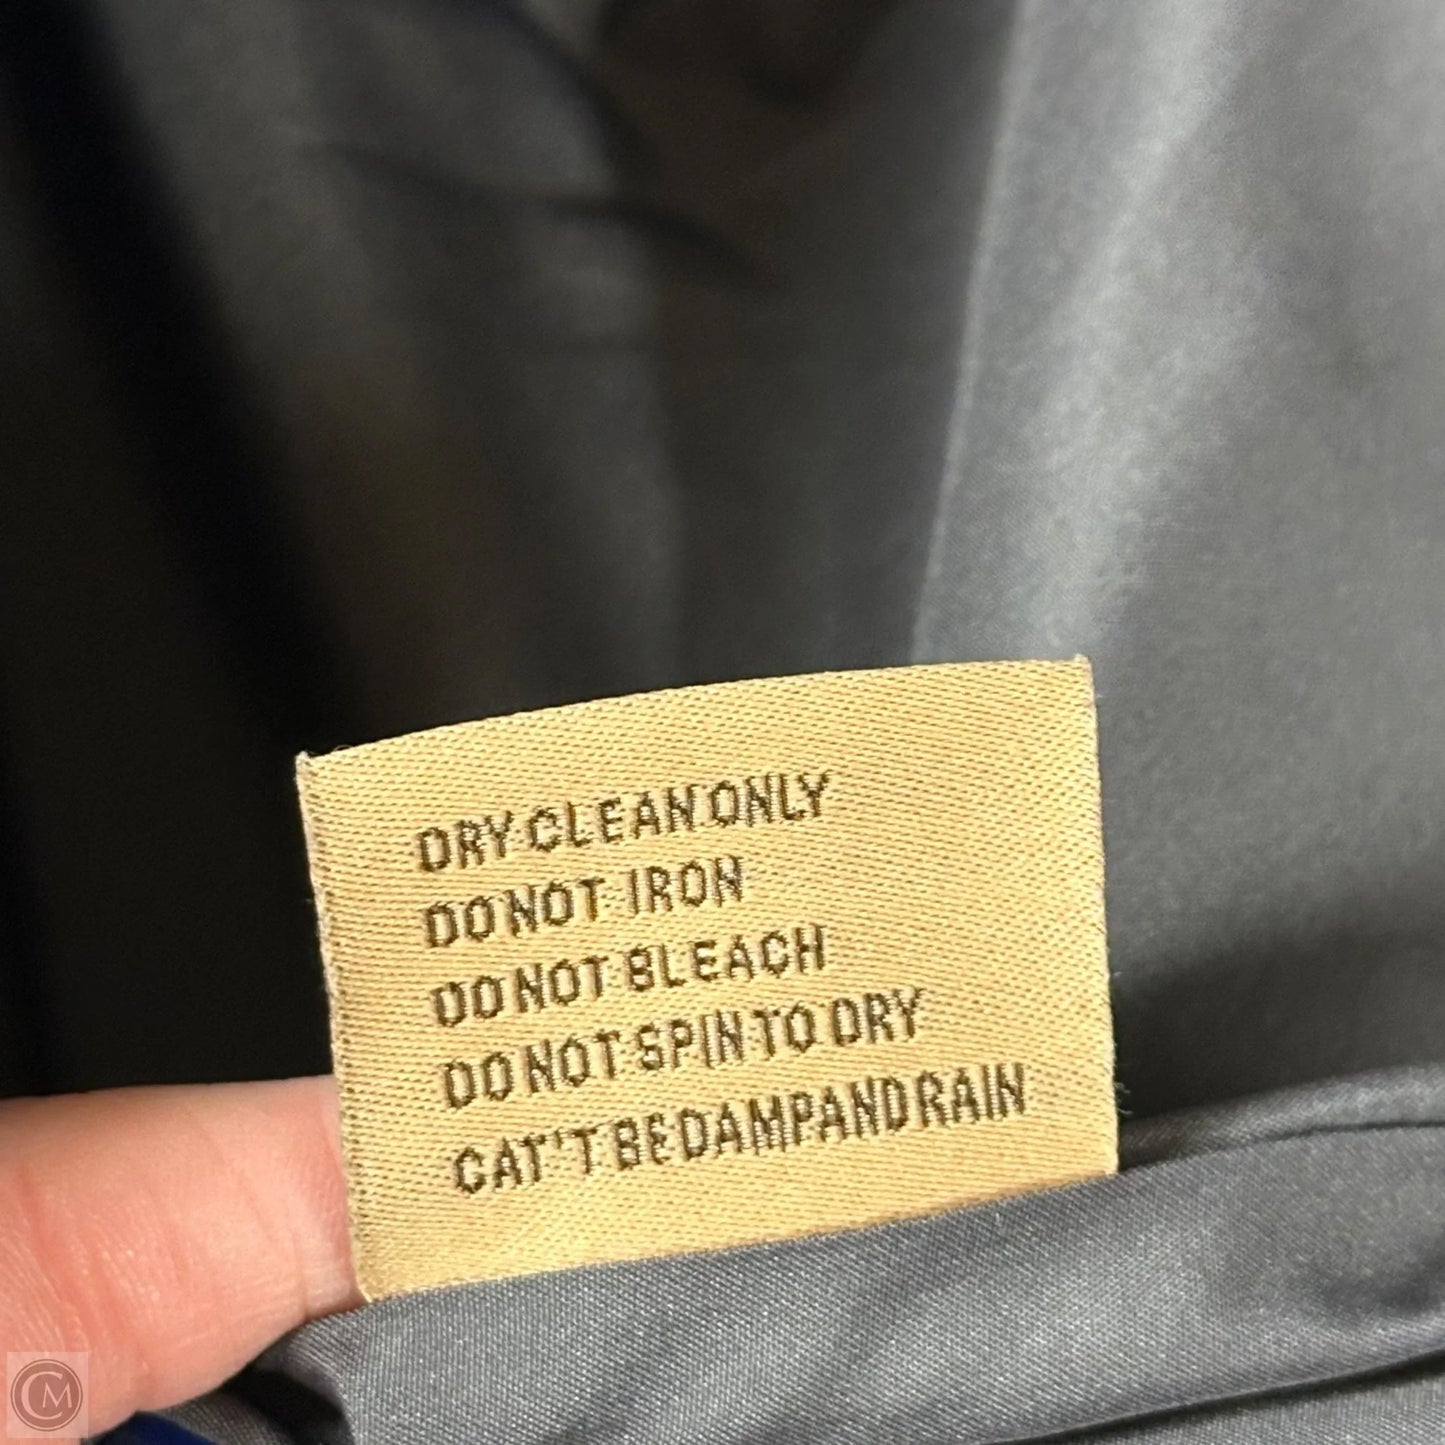 DRY CLEAN ONLY
DO NOT IRON
DO NOT BLEACH
DO NOT SPIN TO DRY
CAT'T BE DAMP AND RAIN
CM